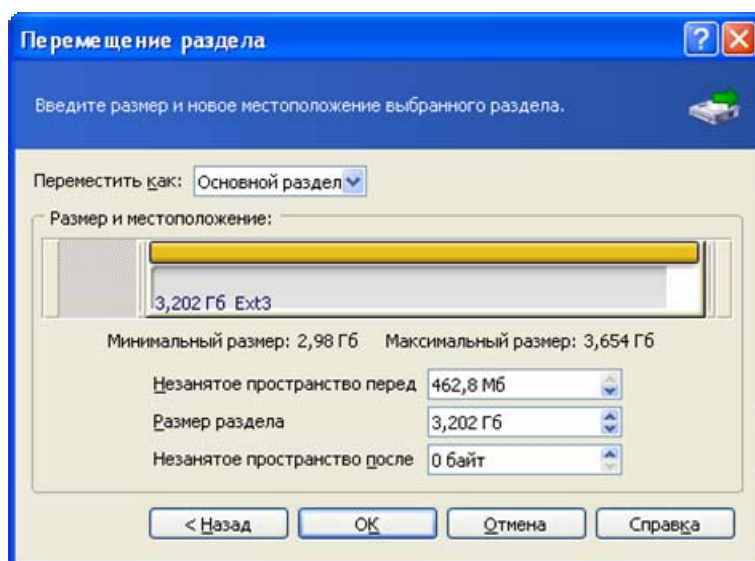 Перемещение раздела
Введите размер и новое местоположение выбранного раздела.
Переместить как: Основной раздел
Размер и местоположение:
3,202 Гб Ext3
Минимальный размер: 2,98 Гб Максимальный размер: 3,654 Гб
Незанятое пространство перед 462,8 Мб
Размер раздела 3,202 Гб
Незанятое пространство после 0 байт
< Назад OK Отмена Справка